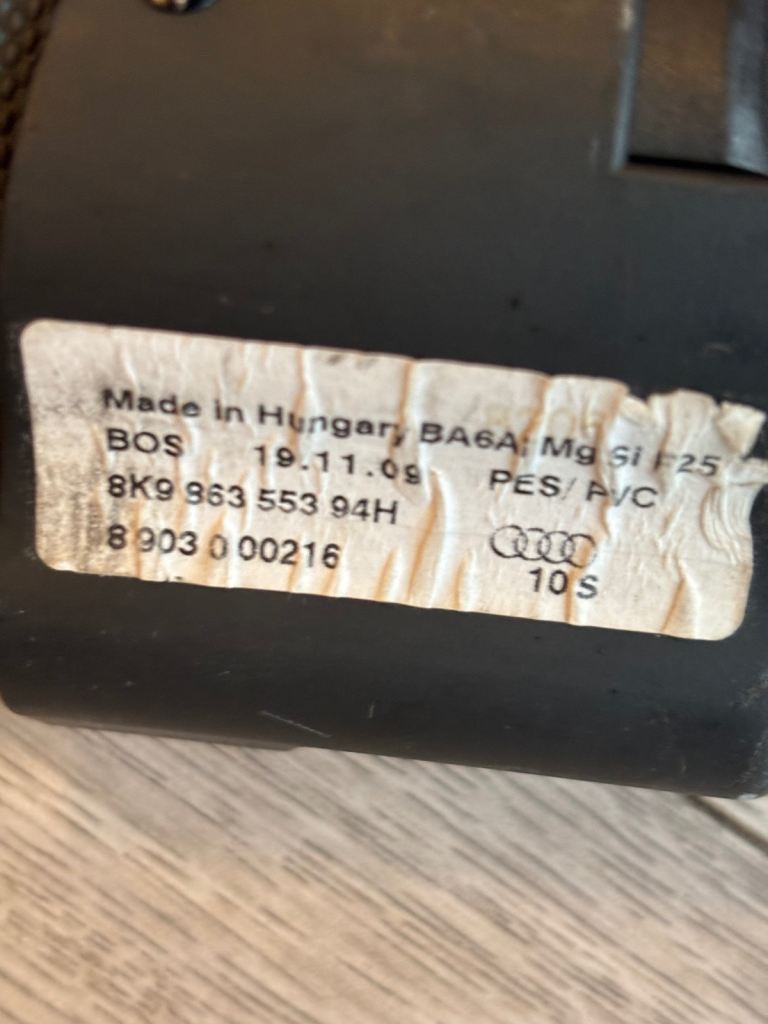 Made in Hungary BA6A; Mg Si F25
BOS 19.11.09 PES/ PVC
8K9 863 553 94H
8 903 0 00216
10 S